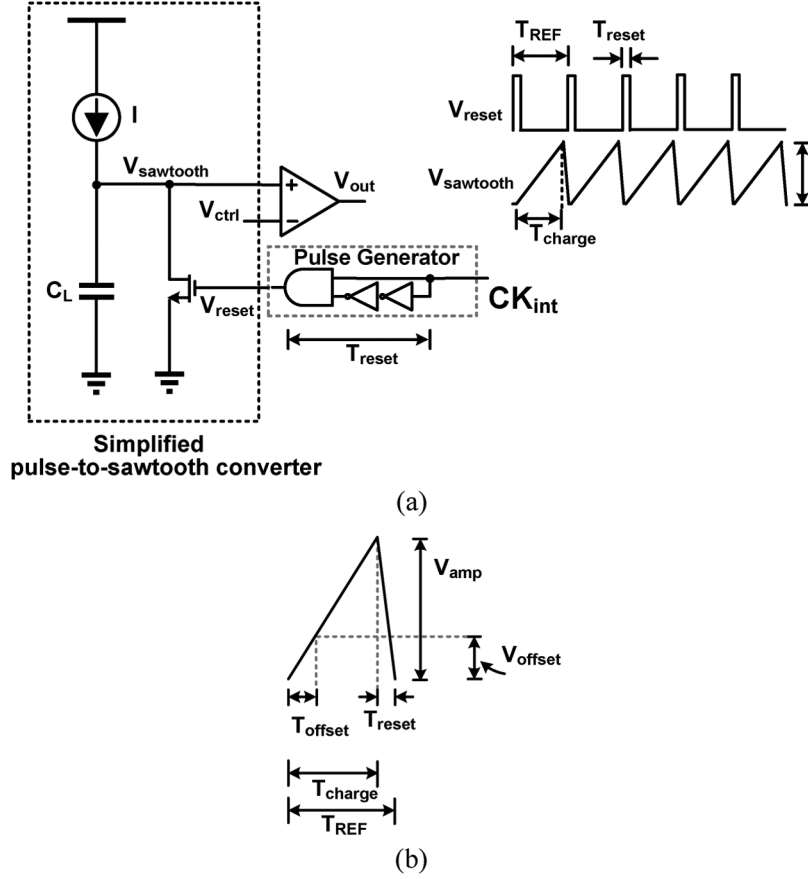 I
V_sawtooth
C_L
V_reset
V_ctrl
V_out
+
−
Pulse Generator
CK_int
T_reset
Simplified
pulse-to-sawtooth converter
T_REF
T_reset
V_reset
V_sawtooth
T_charge
(a)
V_amp
V_offset
T_offset
T_reset
T_charge
T_REF
(b)